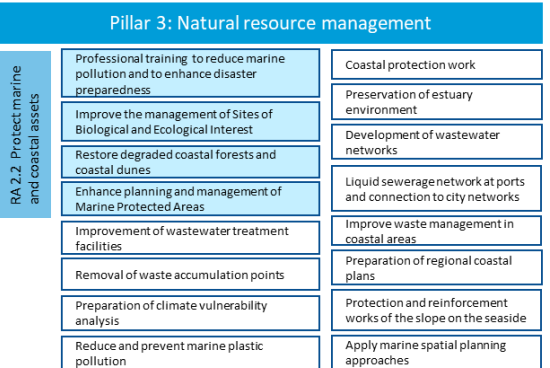 Pillar 3: Natural resource management
RA 2.2 Protect marine
and coastal assets
Professional training to reduce marine
pollution and to enhance disaster
preparedness
Improve the management of Sites of
Biological and Ecological Interest
Restore degraded coastal forests and
coastal dunes
Enhance planning and management of
Marine Protected Areas
Improvement of wastewater treatment
facilities
Removal of waste accumulation points
Preparation of climate vulnerability
analysis
Reduce and prevent marine plastic
pollution
Coastal protection work
Preservation of estuary
environment
Development of wastewater
networks
Liquid sewerage network at ports
and connection to city networks
Improve waste management in
coastal areas
Preparation of regional coastal
plans
Protection and reinforcement
works of the slope on the seaside
Apply marine spatial planning
approaches